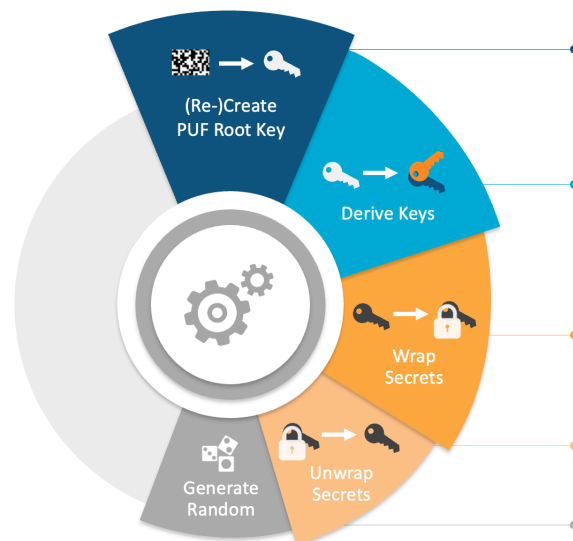 (Re-)Create
PUF Root Key
Derive Keys
Wrap
Secrets
Unwrap
Secrets
Generate
Random